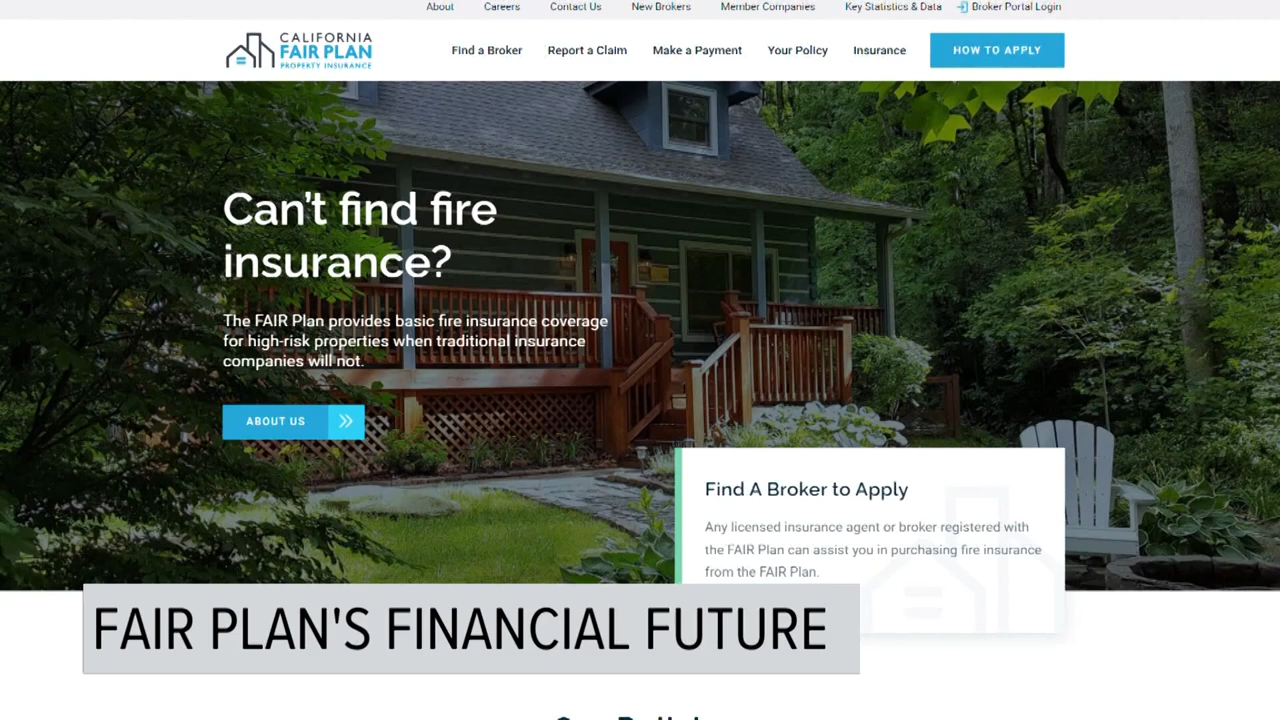 About Careers Contact Us New Brokers Member Companies Key Statistics & Data Broker Portal Login
CALIFORNIA
FAIR PLAN
PROPERTY INSURANCE
Find a Broker Report a Claim Make a Payment Your Policy Insurance HOW TO APPLY
Can't find fire
insurance?
The FAIR Plan provides basic fire insurance coverage
for high-risk properties when traditional insurance
companies will not.
ABOUT US
Find A Broker to Apply
Any licensed insurance agent or broker registered with
the FAIR Plan can assist you in purchasing fire insurance
from the FAIR Plan.
FAIR PLAN'S FINANCIAL FUTURE